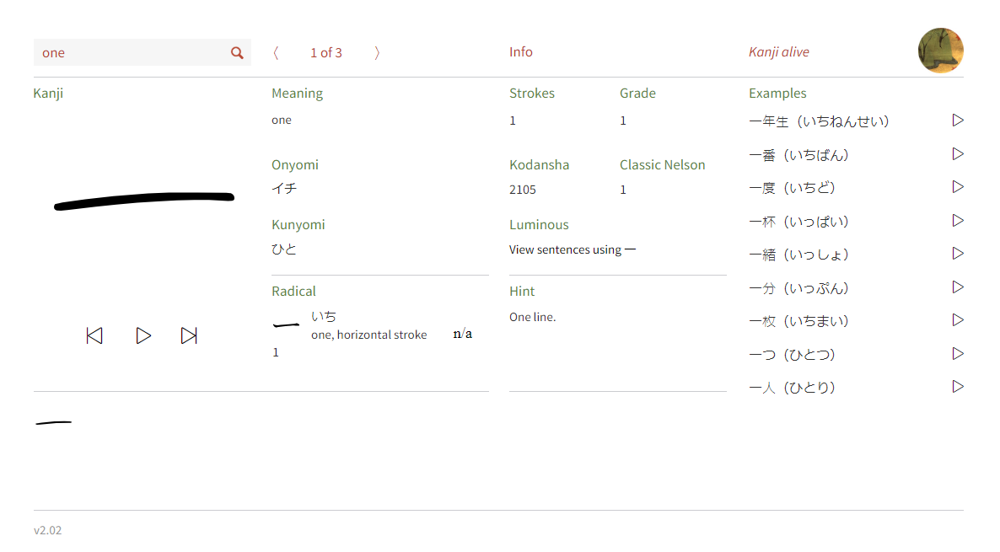 one
〈 1 of 3 〉
Info
Kanji alive
Kanji
Meaning
one
Onyomi
イチ
Kunyomi
ひと
Radical
一
いち
one, horizontal stroke
n/a
1
Strokes
1
Grade
1
Kodansha
2105
Classic Nelson
1
Luminous
View sentences using 一
Hint
One line.
Examples
一年生（いちねんせい）
一番（いちばん）
一度（いちど）
一杯（いっぱい）
一緒（いっしょ）
一分（いっぷん）
一枚（いちまい）
一つ（ひとつ）
一人（ひとり）
一
一
v2.02